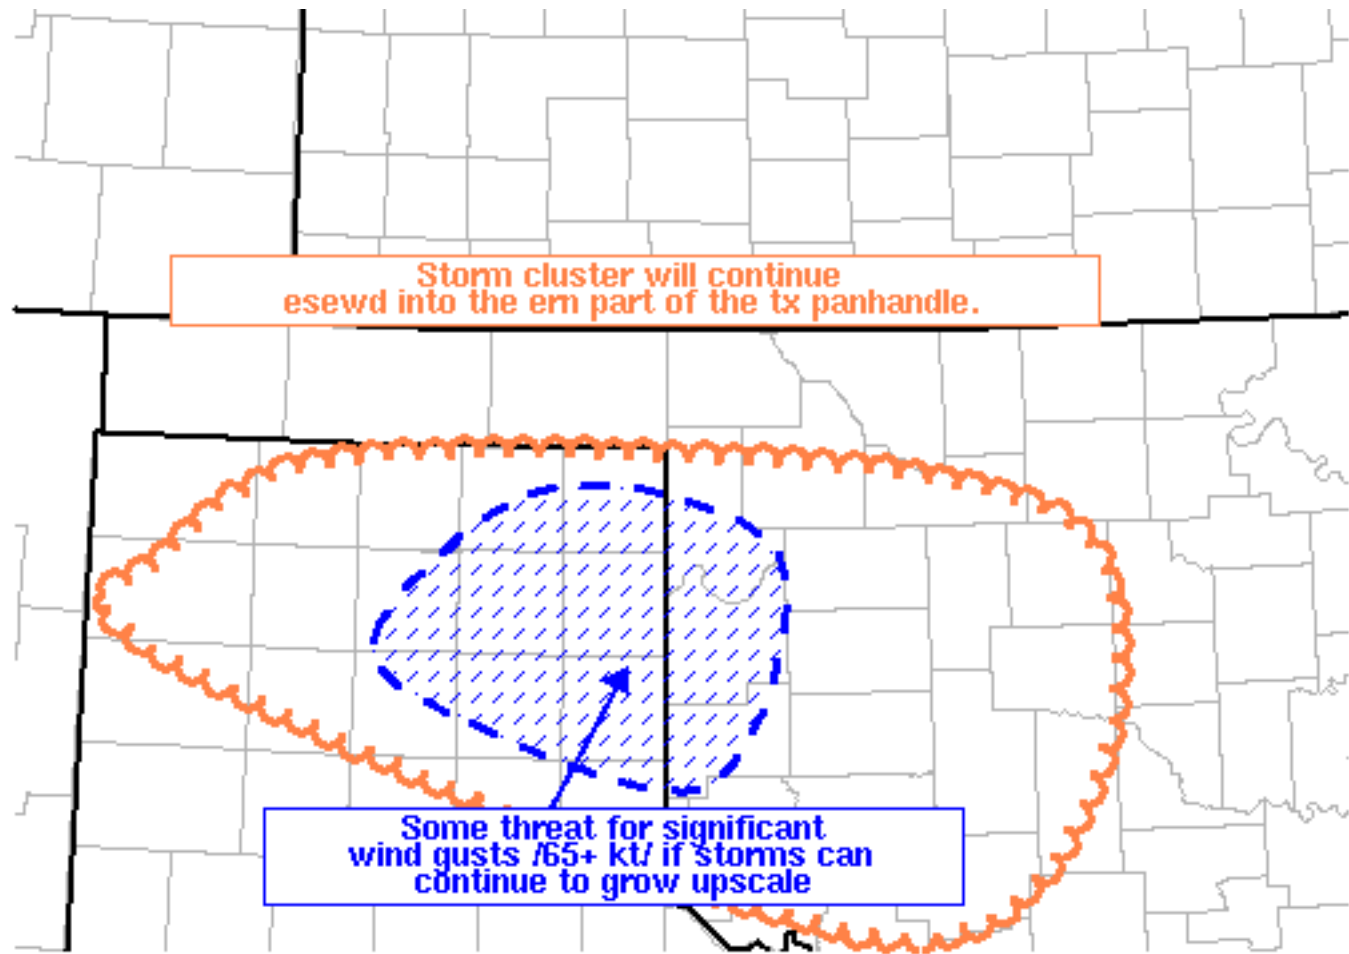 Storm cluster will continue
esewd into the ern part of the tx panhandle.
Some threat for significant
wind gusts /65+ kt/ if storms can
continue to grow upscale